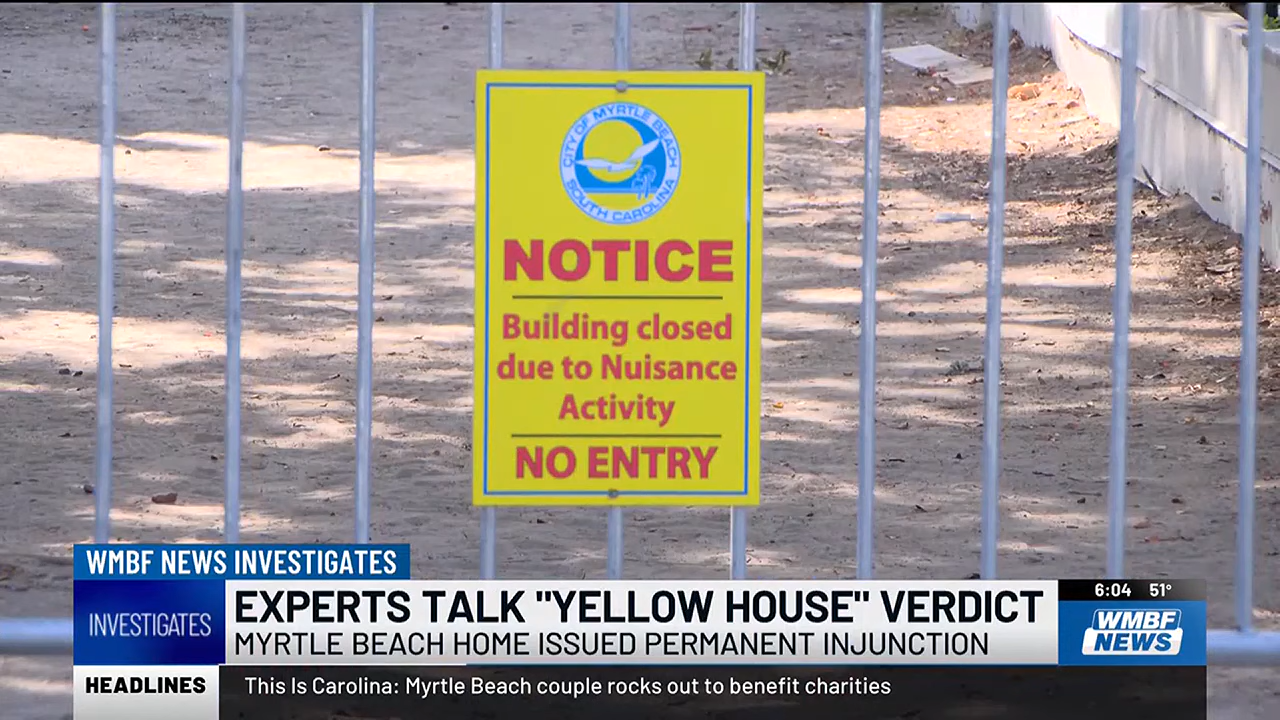 CITY OF MYRTLE BEACH
SOUTH CAROLINA
NOTICE
Building closed
due to Nuisance
Activity
NO ENTRY
WMBF NEWS INVESTIGATES
INVESTIGATES
EXPERTS TALK "YELLOW HOUSE" VERDICT
MYRTLE BEACH HOME ISSUED PERMANENT INJUNCTION
6:04 51°
WMBF
NEWS
HEADLINES
This Is Carolina: Myrtle Beach couple rocks out to benefit charities